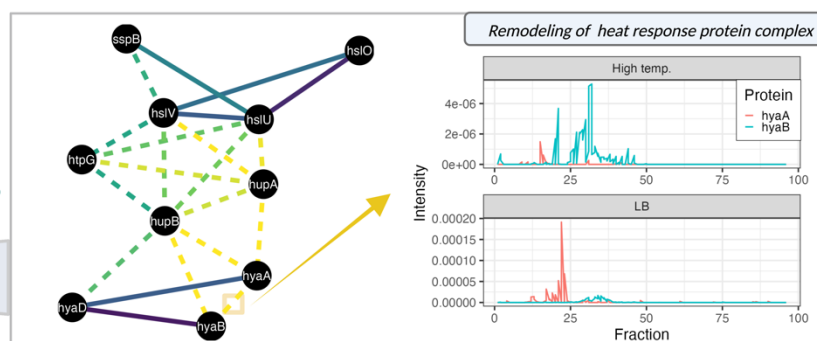 Remodeling of heat response protein complex
sspB
hslO
hslV
hslU
htpG
hupA
hupB
hyaA
hyaD
hyaB
High temp.
Protein
hyaA
hyaB
4e-06
2e-06
0e+00
0 25 50 75 100
Intensity
LB
0.00020
0.00015
0.00010
0.00005
0.00000
0 25 50 75 100
Fraction